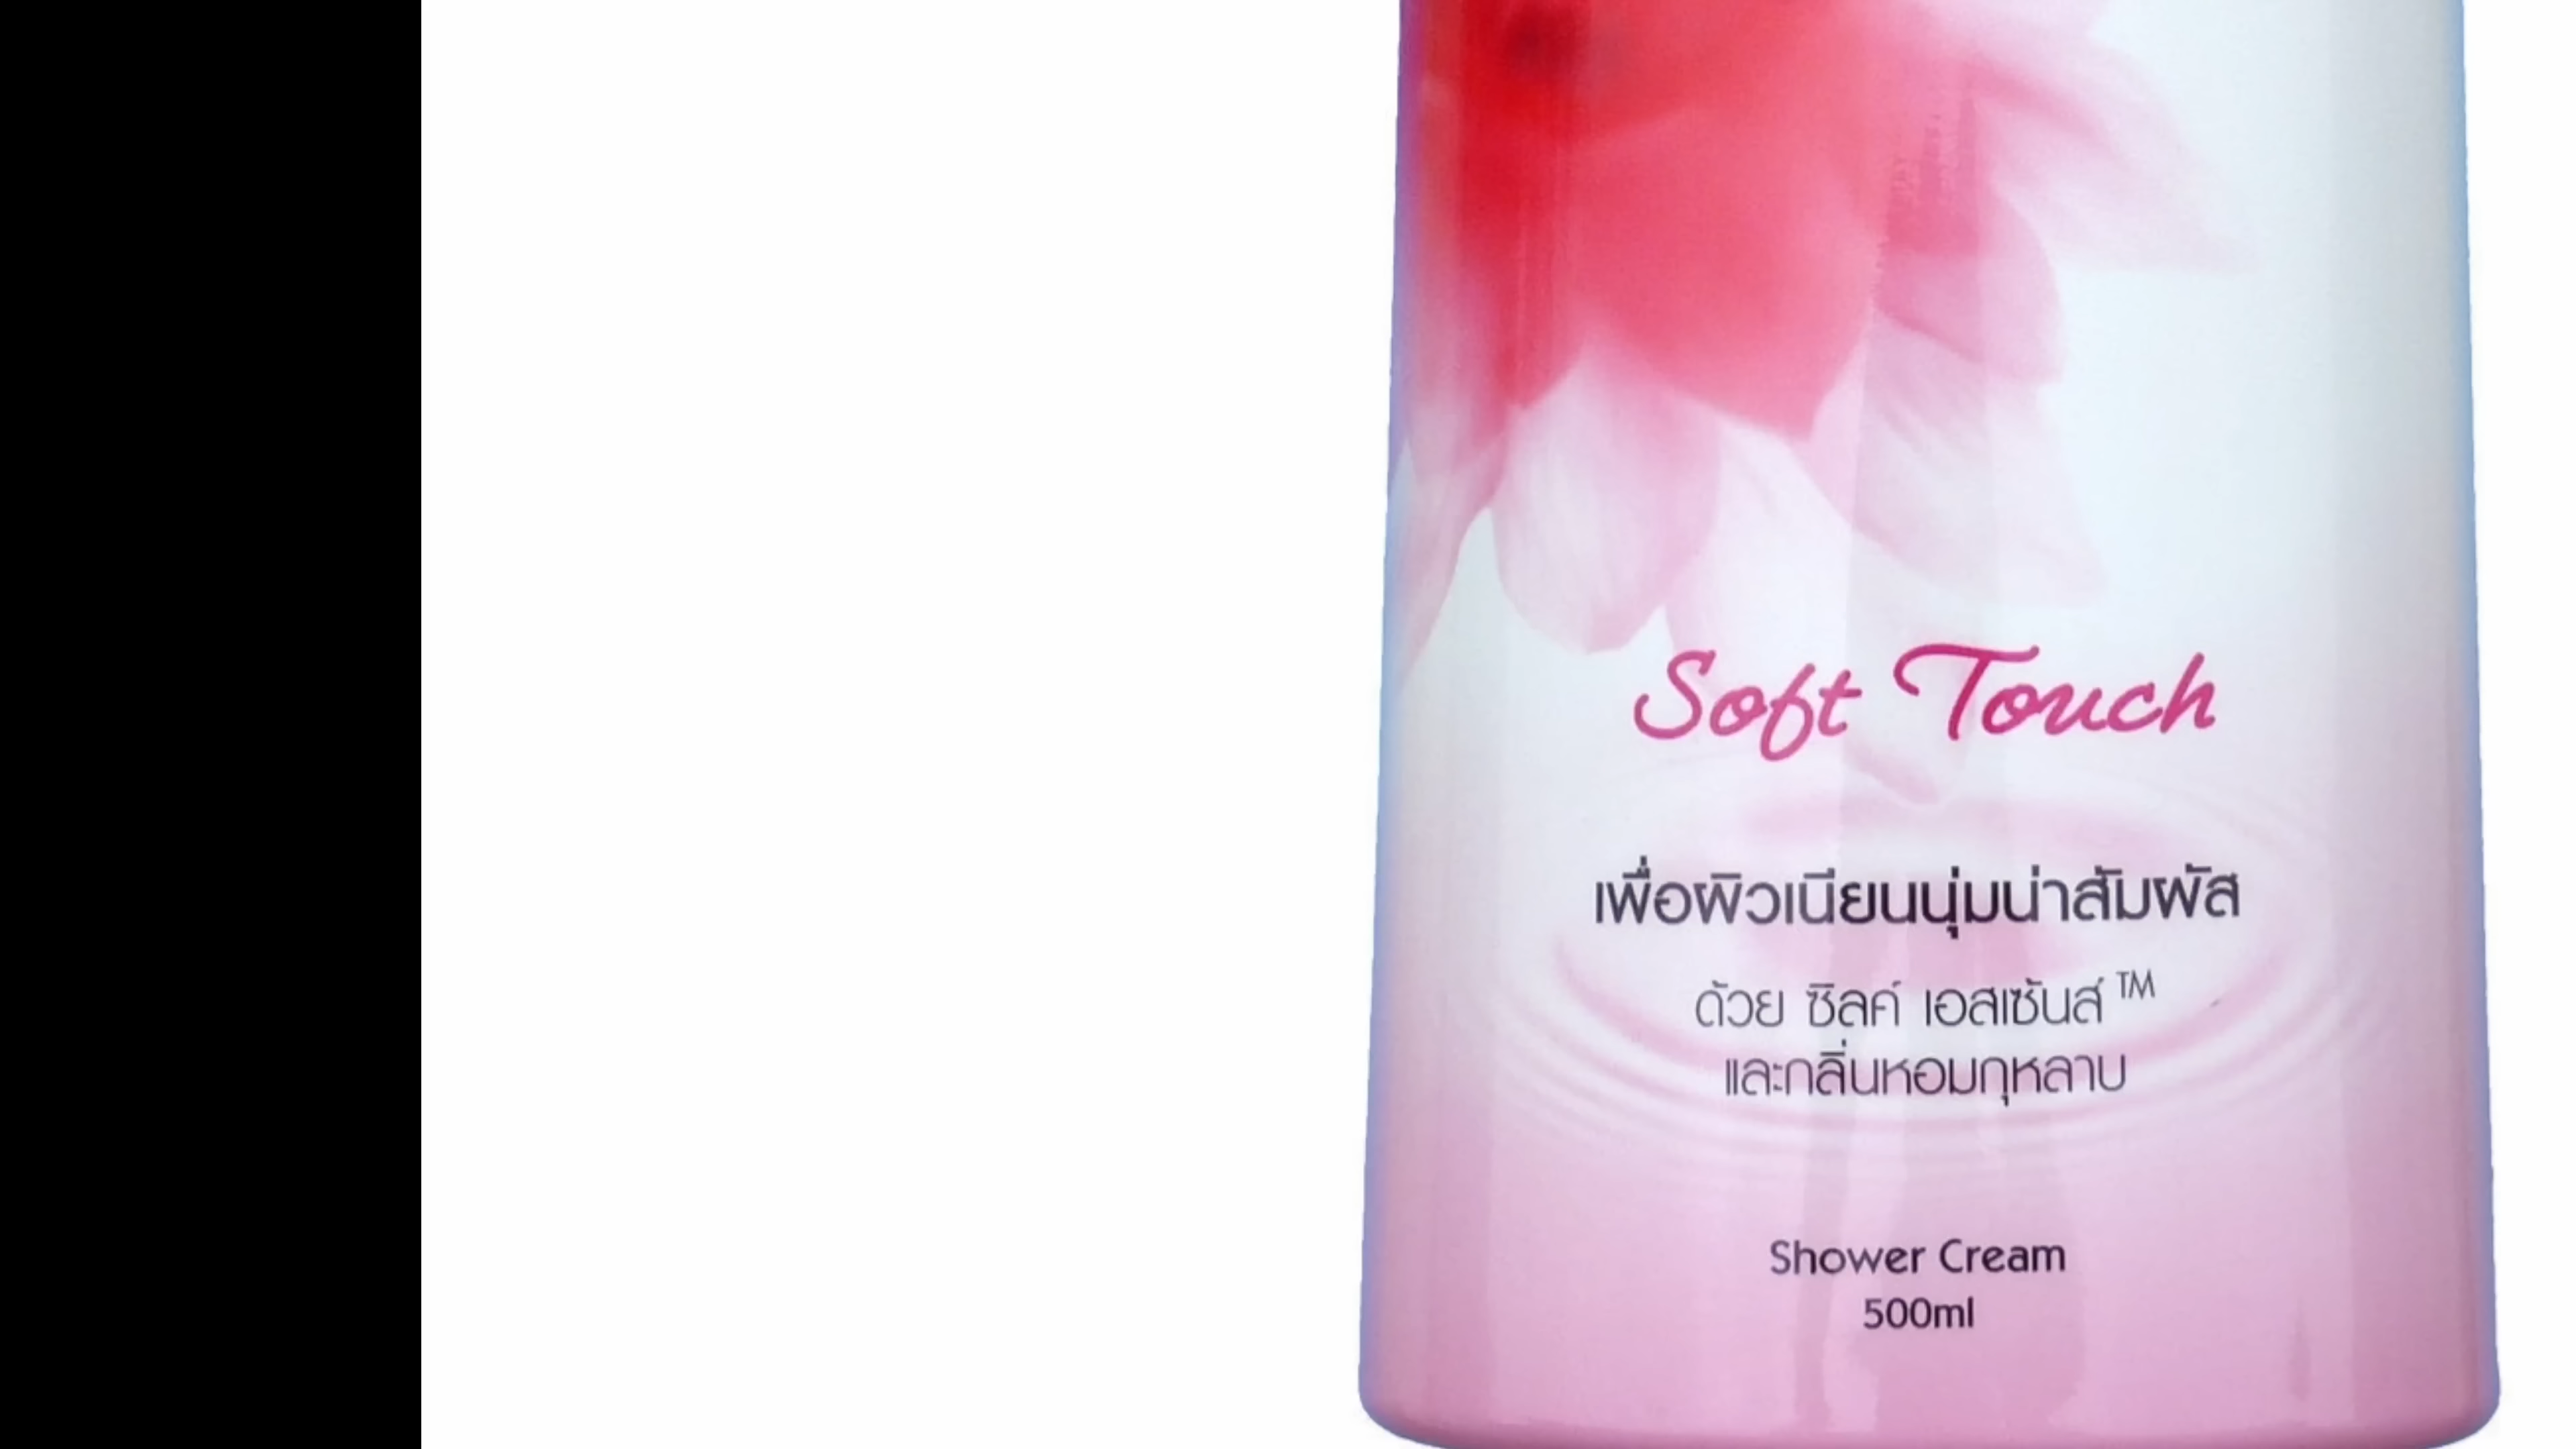 Soft Touch
เพื่อผิวเนียนนุ่มน่าสัมผัส
ด้วย ซิลค์ เอสเซ้นส์™
และกลิ่นหอมกุหลาบ
Shower Cream
500ml